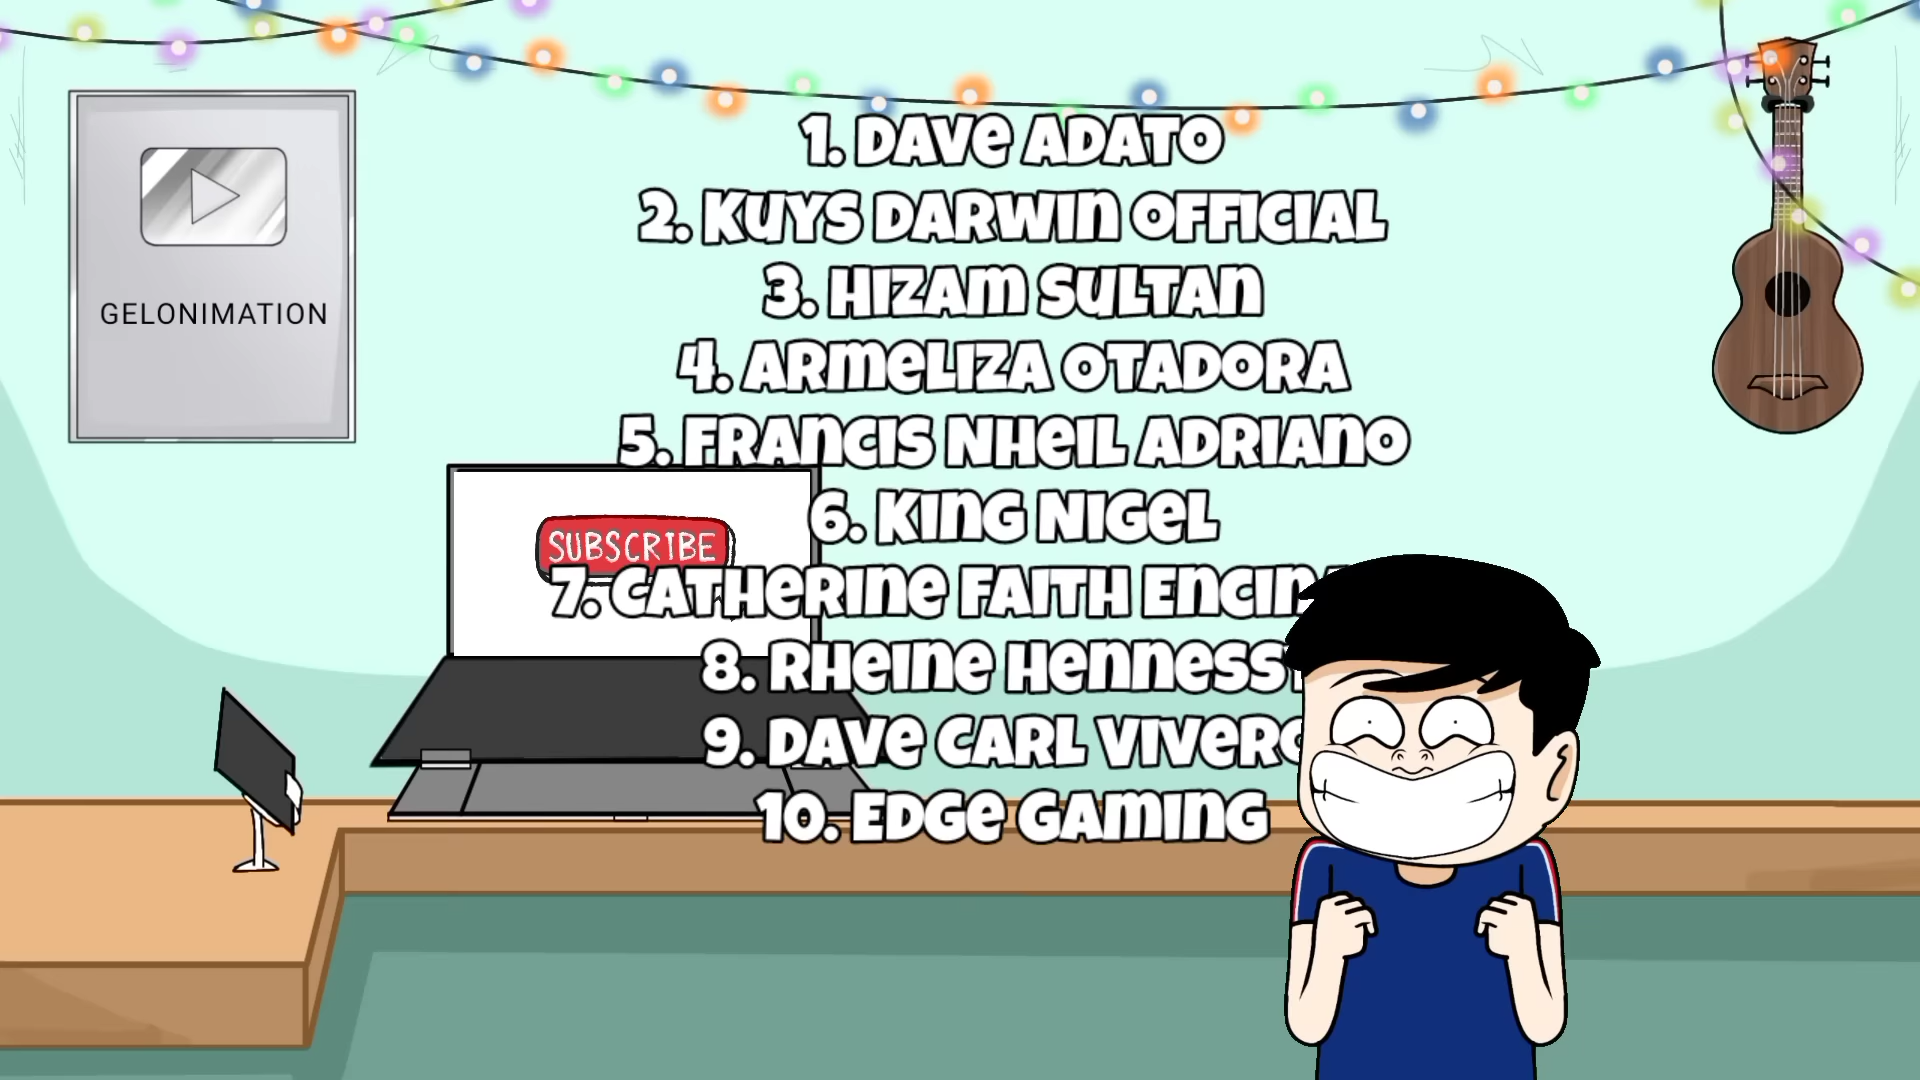 1. Dave Adato
2. Kuys Darwin Official
3. Hizam Sultan
4. Armeliza Otadora
5. Francis Nheil Adriano
6. King Nigel
7. Catherine Faith
8. Rheine
9. Dave Carl
10. Edge Gaming
GELONIMATION
SUBSCRIBE